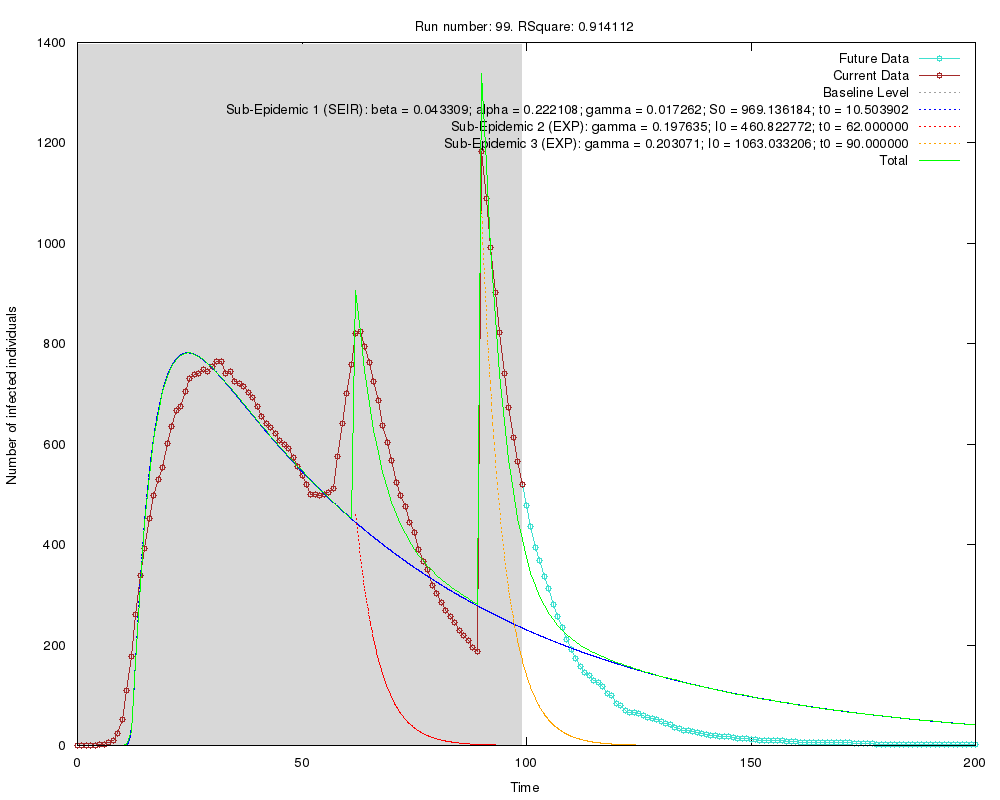 Run number: 99. RSquare: 0.914112
1400
1200
1000
800
600
400
200
0
Number of infected individuals
Future Data
Current Data
Baseline Level
Sub-Epidemic 1 (SEIR): beta = 0.043309; alpha = 0.222108; gamma = 0.017262; S0 = 969.136184; t0 = 10.503902
Sub-Epidemic 2 (EXP): gamma = 0.197635; I0 = 460.822772; t0 = 62.000000
Sub-Epidemic 3 (EXP): gamma = 0.203071; I0 = 1063.033206; t0 = 90.000000
Total
0 50 100 150 200
Time